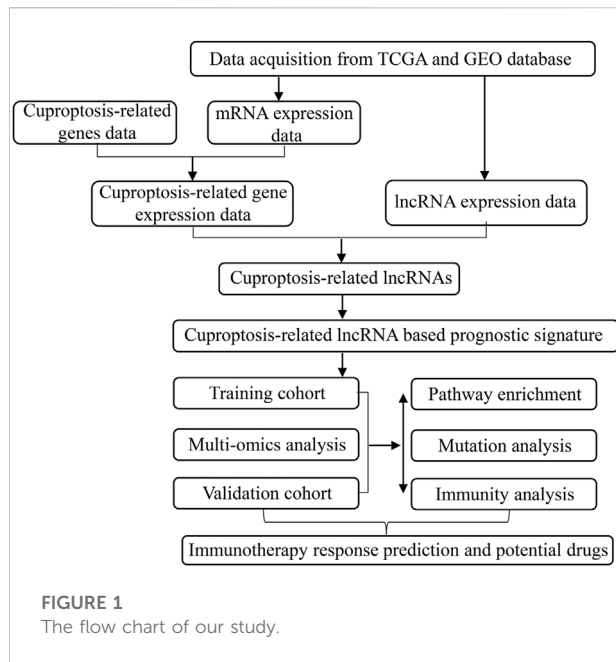 Data acquisition from TCGA and GEO database
Cuproptosis-related
genes data
mRNA expression
data
Cuproptosis-related gene
expression data
lncRNA expression data
Cuproptosis-related lncRNAs
Cuproptosis-related lncRNA based prognostic signature
Training cohort
Pathway enrichment
Multi-omics analysis
Mutation analysis
Validation cohort
Immunity analysis
Immunotherapy response prediction and potential drugs
FIGURE 1
The flow chart of our study.